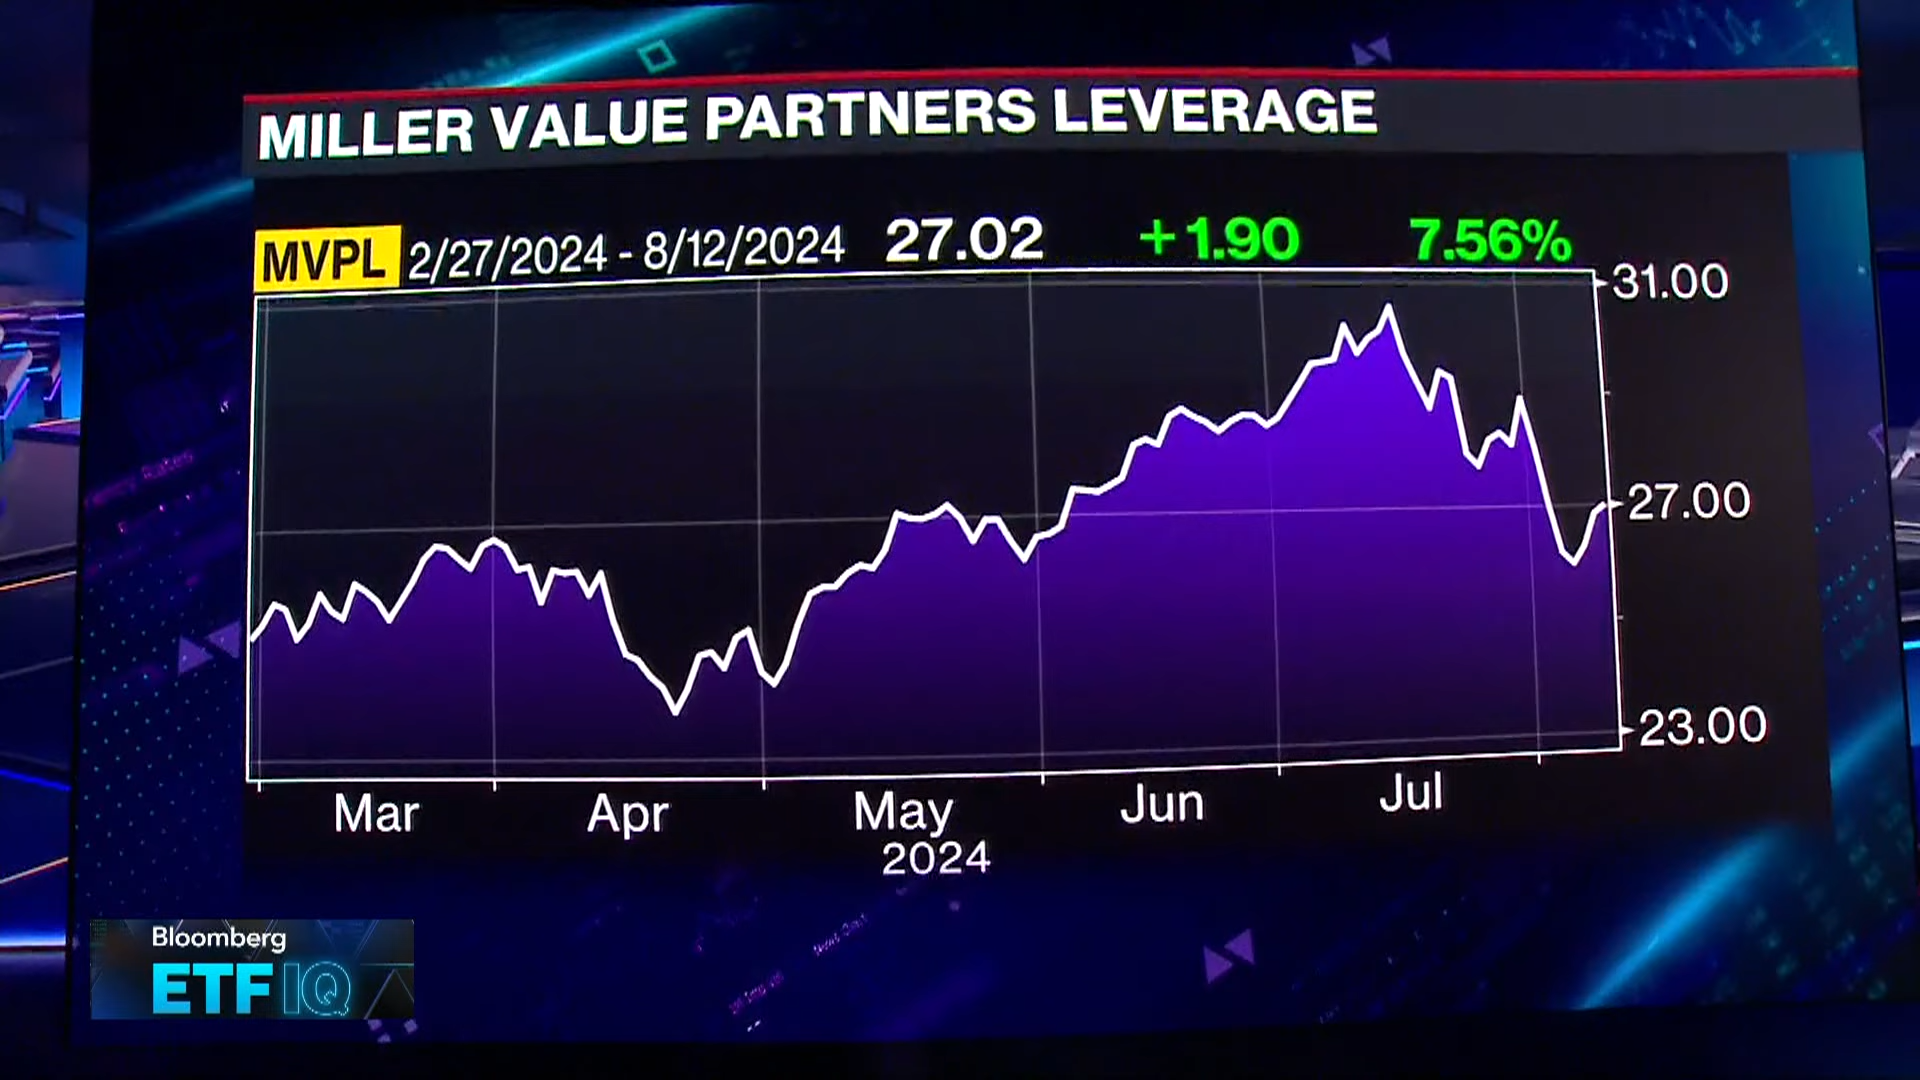 MILLER VALUE PARTNERS LEVERAGE
MVPL 2/27/2024 - 8/12/2024 27.02 +1.90 7.56%
31.00
27.00
23.00
Mar Apr May Jun Jul
2024
Bloomberg
ETF IQ